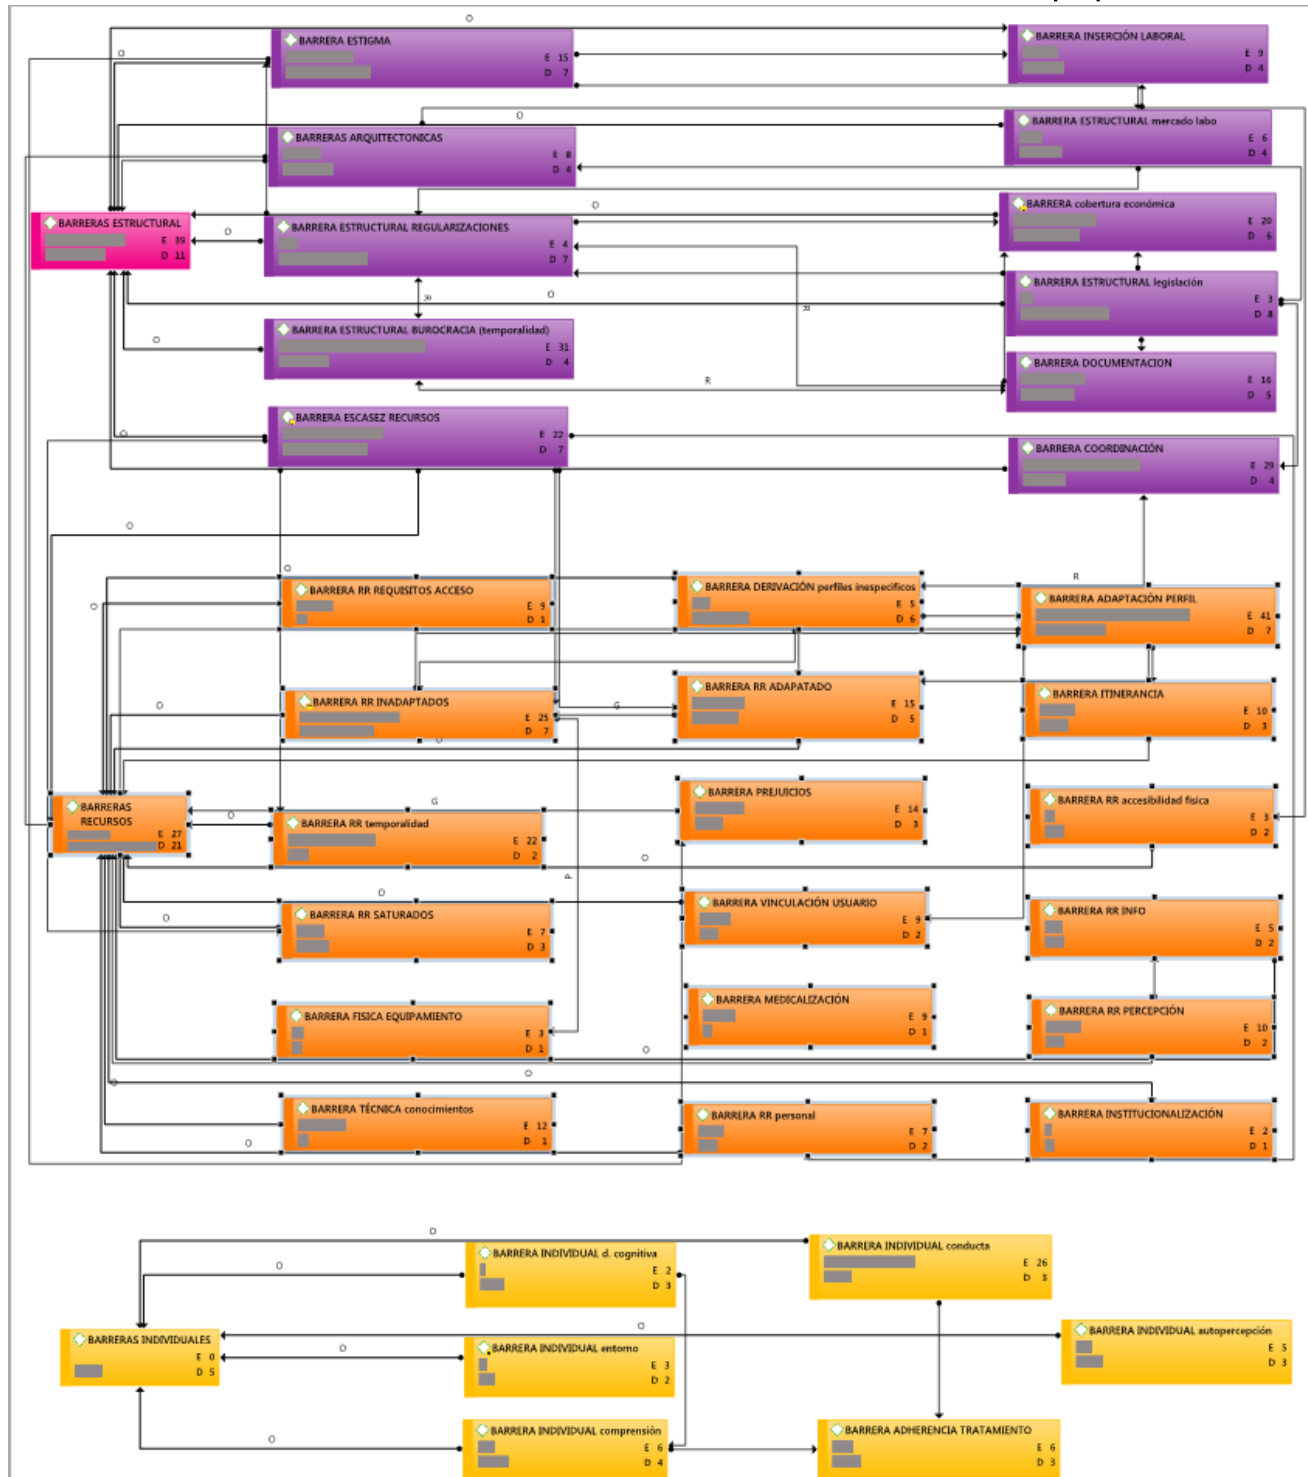 O
BARRERA ESTIGMA
E 15
D 7
BARRERA INSERCIÓN LABORAL
E 9
D 4
O
O
BARRERAS ARQUITECTONICAS
E 8
D 4
BARRERA ESTRUCTURAL mercado labo
E 6
D 4
BARRERAS ESTRUCTURAL
E 39
D 11
O
O
BARRERA ESTRUCTURAL REGULARIZACIONES
E 4
D 7
BARRERA cobertura económica
E 20
D 6
R
O
R
BARRERA ESTRUCTURAL legislación
E 3
D 8
O
BARRERA ESTRUCTURAL BUROCRACIA (temporalidad)
E 31
D 4
BARRERA DOCUMENTACION
E 16
D 5
R
O
BARRERA ESCASEZ RECURSOS
E 22
D 7
BARRERA COORDINACIÓN
E 29
D 4
O
O
R
O
BARRERA RR REQUISITOS ACCESO
E 9
D 1
BARRERA DERIVACIÓN perfiles inespecificos
E 5
D 6
BARRERA ADAPTACIÓN PERFIL
E 41
D 7
O
BARRERA RR INADAPTADOS
E 25
D 7
O
G
BARRERA RR ADAPATADO
E 15
D 5
BARRERA ITINERANCIA
E 10
D 3
BARRERAS
RECURSOS
E 27
D 21
O
G
BARRERA RR temporalidad
E 22
D 2
BARRERA PREJUICIOS
E 14
D 3
BARRERA RR accesibilidad física
E 3
D 2
O
P
O
O
BARRERA RR SATURADOS
E 7
D 3
BARRERA VINCULACIÓN USUARIO
E 9
D 2
BARRERA RR INFO
E 5
D 2
BARRERA FISICA EQUIPAMIENTO
E 3
D 1
BARRERA MEDICALIZACIÓN
E 9
D 1
BARRERA RR PERCEPCIÓN
E 10
D 2
O
O
O
BARRERA TÉCNICA conocimientos
E 12
D 1
BARRERA RR personal
E 7
D 2
BARRERA INSTITUCIONALIZACIÓN
E 2
D 1
O
O
O
BARRERA INDIVIDUAL d. cognitiva
E 2
D 3
BARRERA INDIVIDUAL conducta
E 26
D 3
BARRERAS INDIVIDUALES
E 0
D 5
O
O
BARRERA INDIVIDUAL entorno
E 3
D 2
BARRERA INDIVIDUAL autopercepción
E 5
D 3
O
BARRERA INDIVIDUAL comprensión
E 6
D 4
BARRERA ADHERENCIA TRATAMIENTO
E 6
D 3